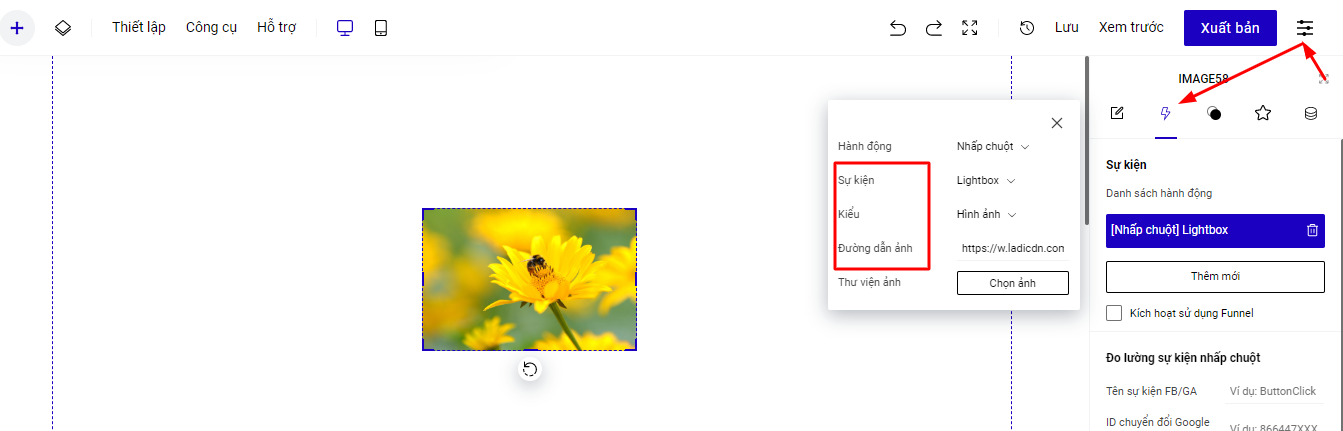 Thiết lập Công cụ Hỗ trợ Lưu Xem trước Xuất bản
IMAGE58
Hành động Nhấp chuột
Sự kiện Lightbox
Kiểu Hình ảnh
Đường dẫn ảnh https://w.ladicdn.con
Thư viện ảnh Chọn ảnh
Sự kiện
Danh sách hành động
[Nhấp chuột] Lightbox
Thêm mới
Kích hoạt sử dụng Funnel
Đo lường sự kiện nhấp chuột
Tên sự kiện FB/GA Ví dụ: ButtonClick
ID chuyển đổi Google Ví dụ: 866447XXX